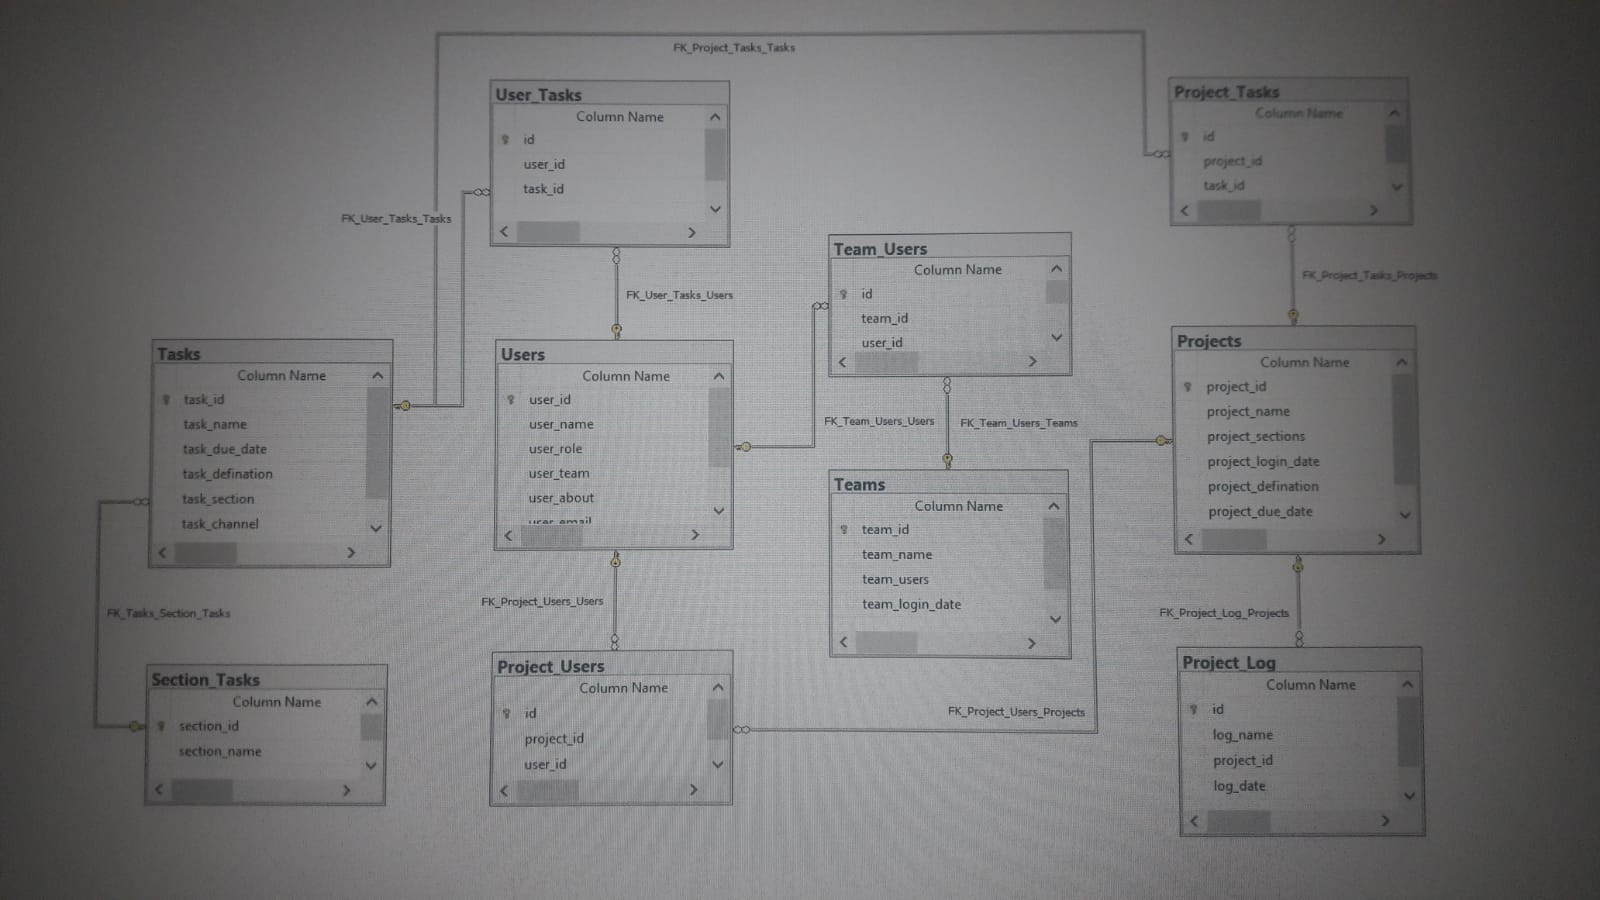 FK_Project_Tasks_Tasks
User_Tasks
Column Name
id
user_id
task_id
FK_User_Tasks_Tasks
FK_User_Tasks_Users
Project_Tasks
Column Name
id
project_id
task_id
FK_Project_Tasks_Projects
Team_Users
Column Name
id
team_id
user_id
FK_Team_Users_Users
FK_Team_Users_Teams
Tasks
Column Name
task_id
task_name
task_due_date
task_defination
task_section
task_channel
Users
Column Name
user_id
user_name
user_role
user_team
user_about
user_email
Projects
Column Name
project_id
project_name
project_sections
project_login_date
project_defination
project_due_date
Teams
Column Name
team_id
team_name
team_users
team_login_date
FK_Tasks_Section_Tasks
FK_Project_Users_Users
FK_Project_Log_Projects
Section_Tasks
Column Name
section_id
section_name
Project_Users
Column Name
id
project_id
user_id
FK_Project_Users_Projects
Project_Log
Column Name
id
log_name
project_id
log_date